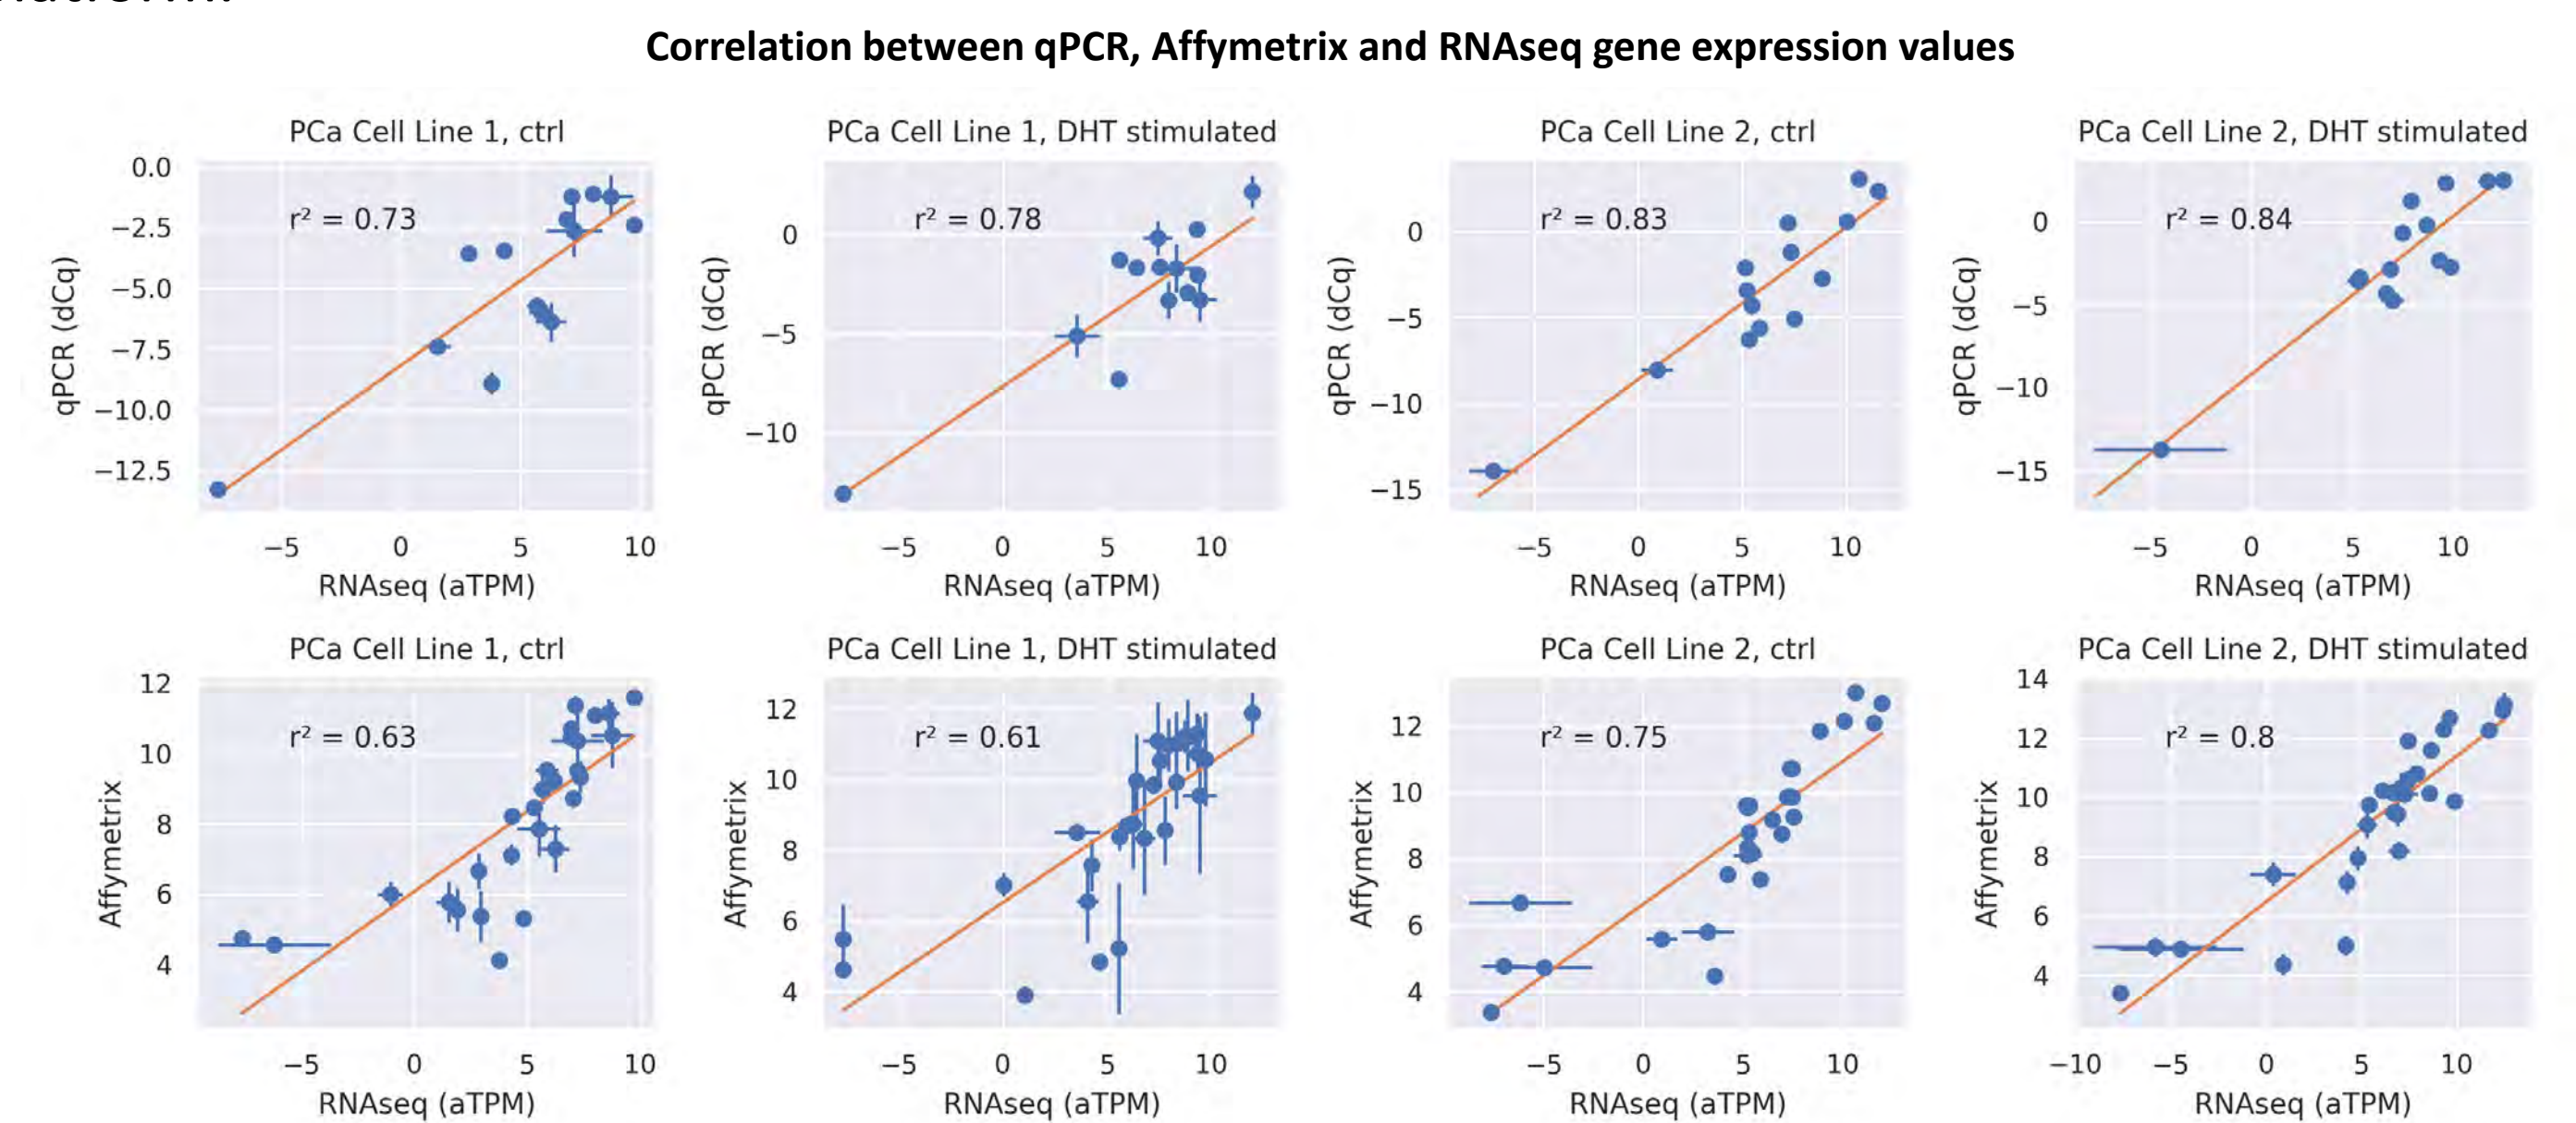 Correlation between qPCR, Affymetrix and RNAseq gene expression values
PCa Cell Line 1, ctrl
r² = 0.73
0.0
−2.5
−5.0
−7.5
−10.0
−12.5
qPCR (dCq)
−5 0 5 10
RNAseq (aTPM)
PCa Cell Line 1, DHT stimulated
r² = 0.78
0
−5
−10
qPCR (dCq)
−5 0 5 10
RNAseq (aTPM)
PCa Cell Line 2, ctrl
r² = 0.83
0
−5
−10
−15
qPCR (dCq)
−5 0 5 10
RNAseq (aTPM)
PCa Cell Line 2, DHT stimulated
r² = 0.84
0
−5
−10
−15
qPCR (dCq)
−5 0 5 10
RNAseq (aTPM)
PCa Cell Line 1, ctrl
r² = 0.63
12
10
8
6
4
Affymetrix
−5 0 5 10
RNAseq (aTPM)
PCa Cell Line 1, DHT stimulated
r² = 0.61
12
10
8
6
4
Affymetrix
−5 0 5 10
RNAseq (aTPM)
PCa Cell Line 2, ctrl
r² = 0.75
12
10
8
6
4
Affymetrix
−5 0 5 10
RNAseq (aTPM)
PCa Cell Line 2, DHT stimulated
r² = 0.8
14
12
10
8
6
4
Affymetrix
−10 −5 0 5 10
RNAseq (aTPM)